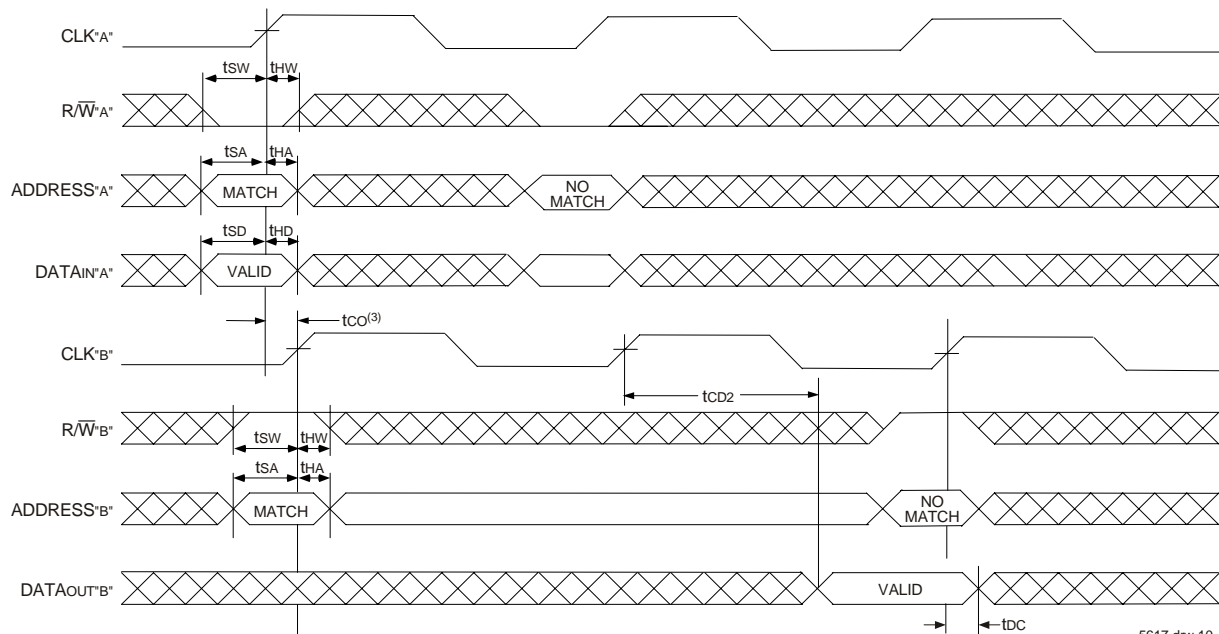 CLK"A"
tSW tHW
R/W̅"A"
tSA tHA
ADDRESS"A" MATCH NO MATCH
tSD tHD
DATAIN"A" VALID
tCO(3)
CLK"B"
tCD2
R/W̅"B"
tSW tHW
tSA tHA
ADDRESS"B" MATCH NO MATCH
DATAOUT"B" VALID
tDC